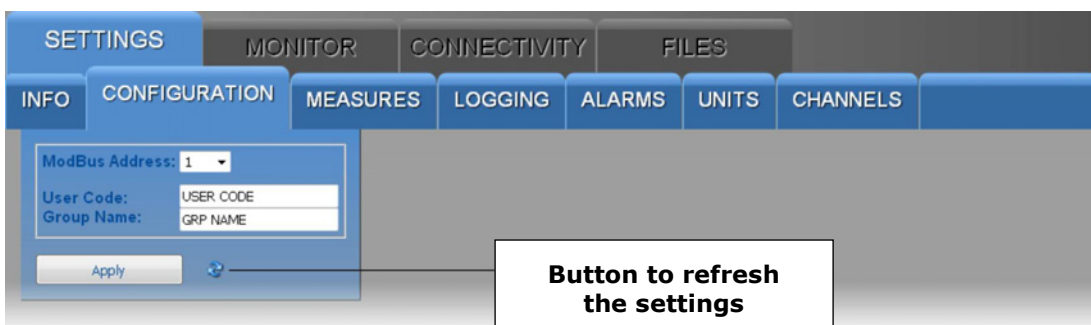 SETTINGS MONITOR CONNECTIVITY FILES
INFO CONFIGURATION MEASURES LOGGING ALARMS UNITS CHANNELS
ModBus Address: 1
User Code: USER CODE
Group Name: GRP NAME
Apply
Button to refresh
the settings